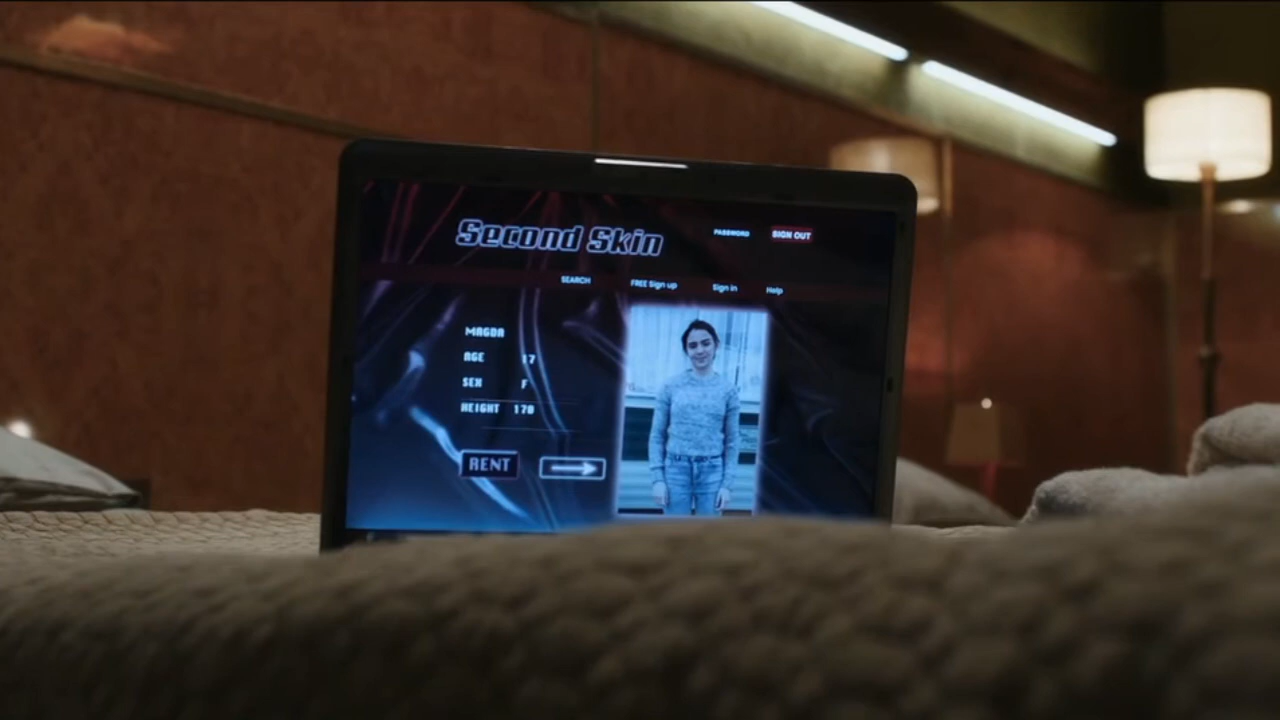 Second Skin
PASSWORD
SIGN OUT
SEARCH FREE Sign up Sign in Help
MAGDA
AGE 17
SEX F
HEIGHT 170
RENT